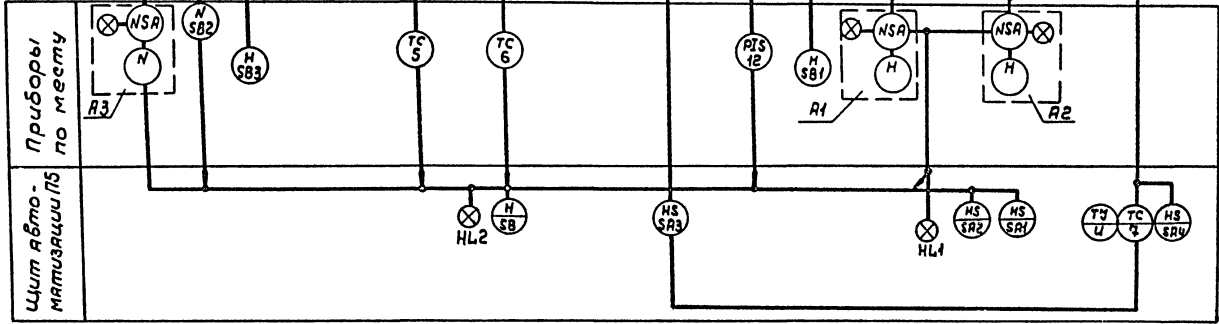 Приборы
по месту
NSA
N
A3
N
SB2
H
SB3
TC
5
TC
6
PIS
12
H
SB1
NSA
H
A1
NSA
H
A2
Щит авто-
матизации П5
HL2
H
SB
HS
SA3
HL1
HS
SA2
HS
SA1
TY
4
TC
7
HS
SA4